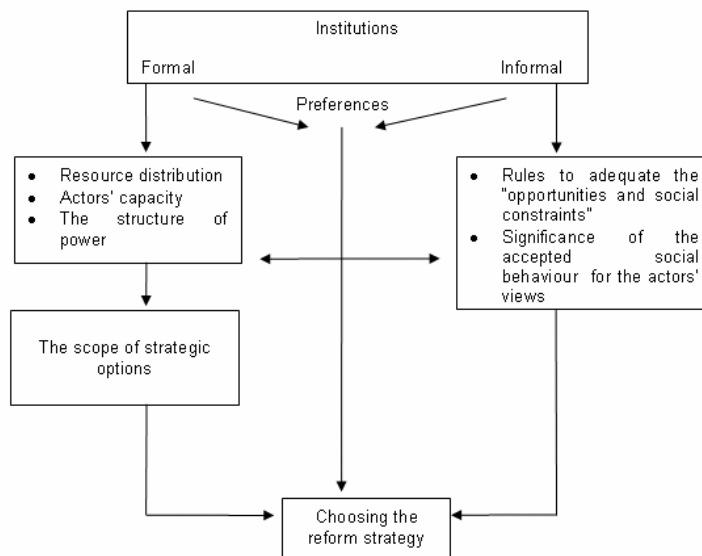 Institutions
Formal
Informal
Preferences
● Resource distribution
● Actors' capacity
● The structure of
power
● Rules to adequate the
"opportunities and social
constraints"
● Significance of the
accepted social
behaviour for the actors'
views
The scope of strategic
options
Choosing the
reform strategy